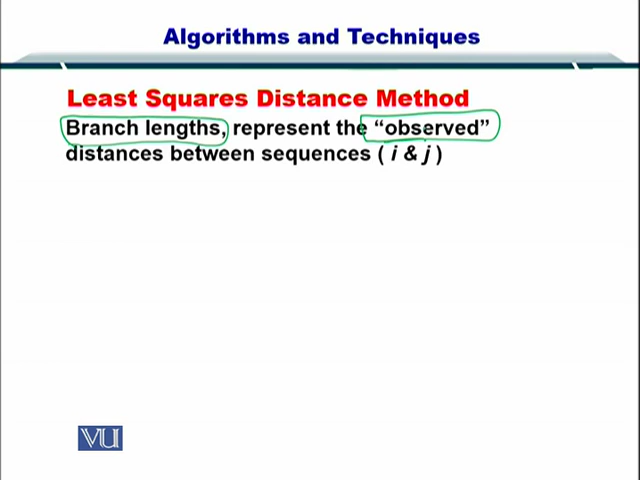 Algorithms and Techniques
Least Squares Distance Method
Branch lengths, represent the “observed”
distances between sequences ( i & j )
VU